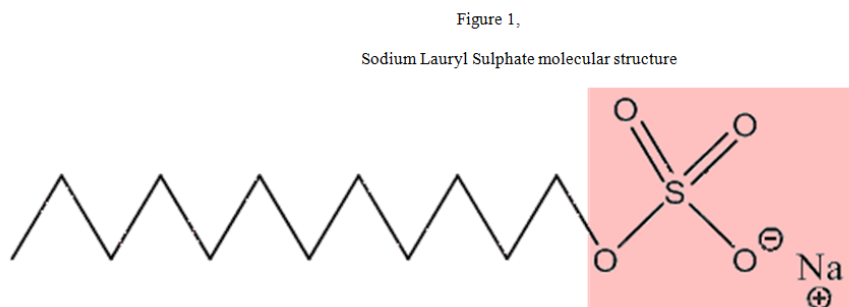 Figure 1,
Sodium Lauryl Sulphate molecular structure
O
O
S
O
O ⊖
Na
⊕